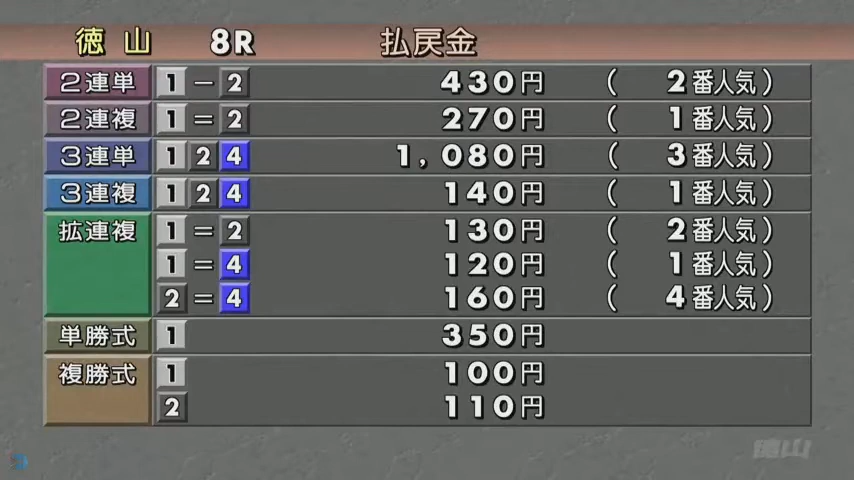 徳山 8R 払戻金
2連単 1-2 430円 (2番人気)
2連複 1=2 270円 (1番人気)
3連単 1 2 4 1,080円 (3番人気)
3連複 1 2 4 140円 (1番人気)
拡連複 1=2 130円 (2番人気)
1=4 120円 (1番人気)
2=4 160円 (4番人気)
単勝式 1 350円
複勝式 1 100円
2 110円
徳山